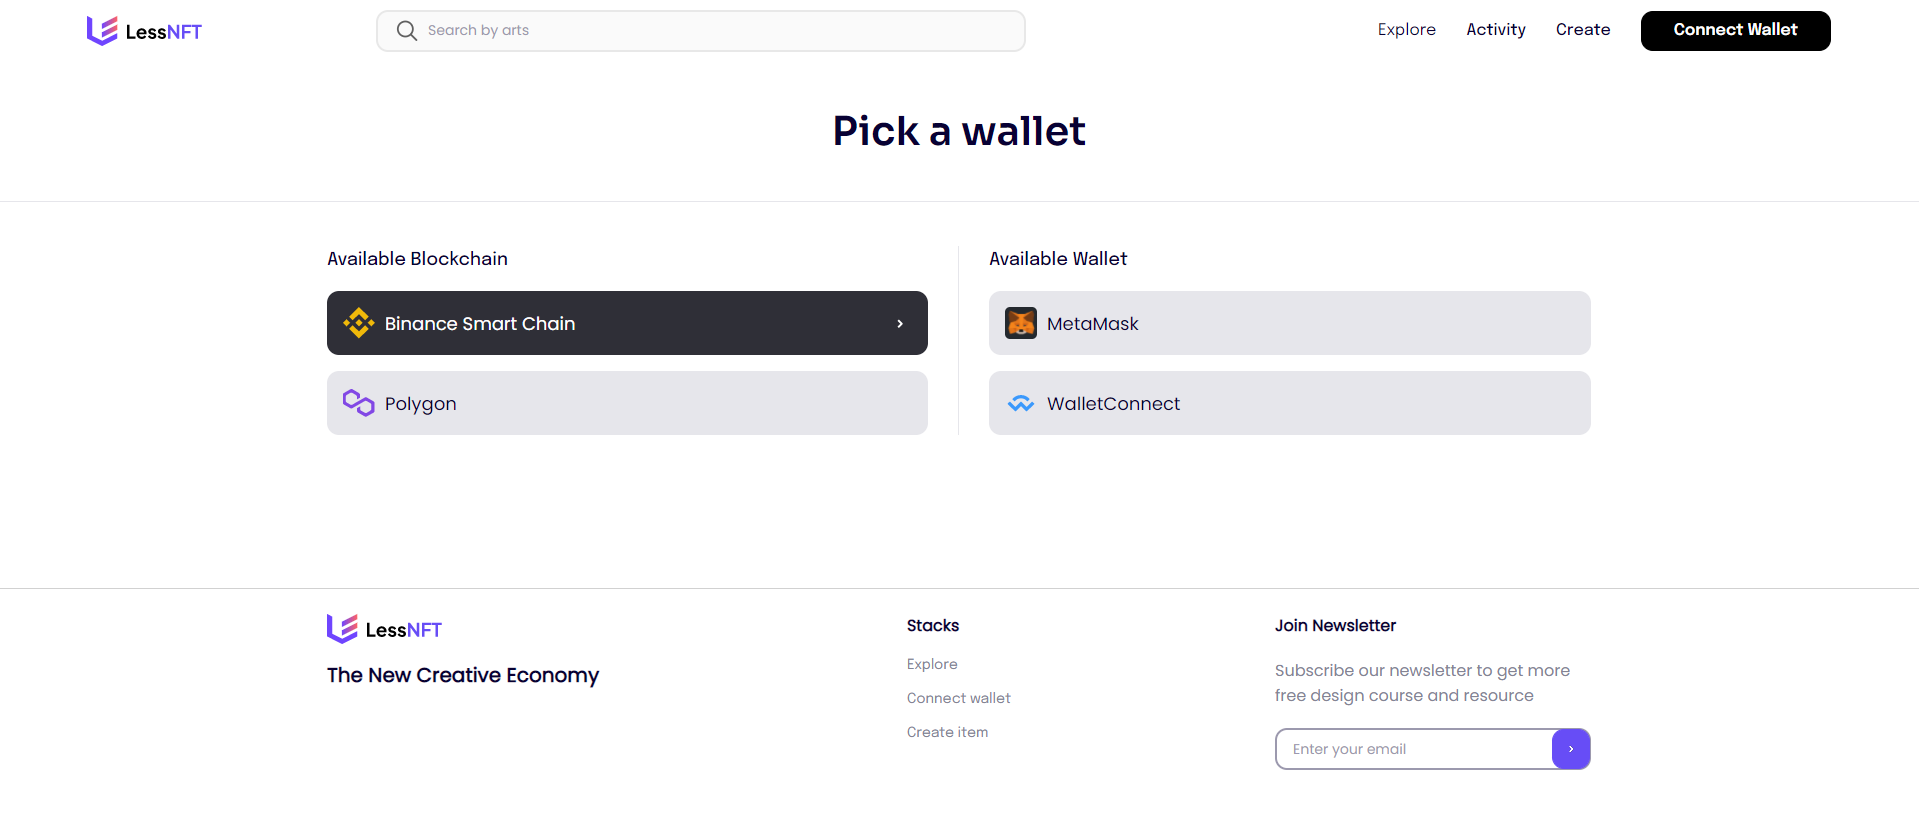 LessNFT
Search by arts
Explore
Activity
Create
Connect Wallet
Pick a wallet
Available Blockchain
Binance Smart Chain
Polygon
Available Wallet
MetaMask
WalletConnect
LessNFT
The New Creative Economy
Stacks
Explore
Connect wallet
Create item
Join Newsletter
Subscribe our newsletter to get more
free design course and resource
Enter your email